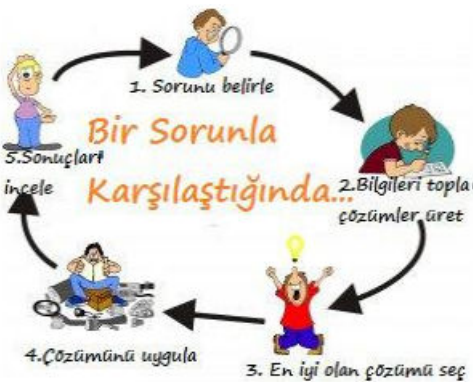 Bir Sorunla
Karşılaştığında...
1. Sorunu belirle
2.Bilgileri topla
çözümler üret
3. En iyi olan çözümü seç
4.Çözümünü uygula
5.Sonuçları
incele